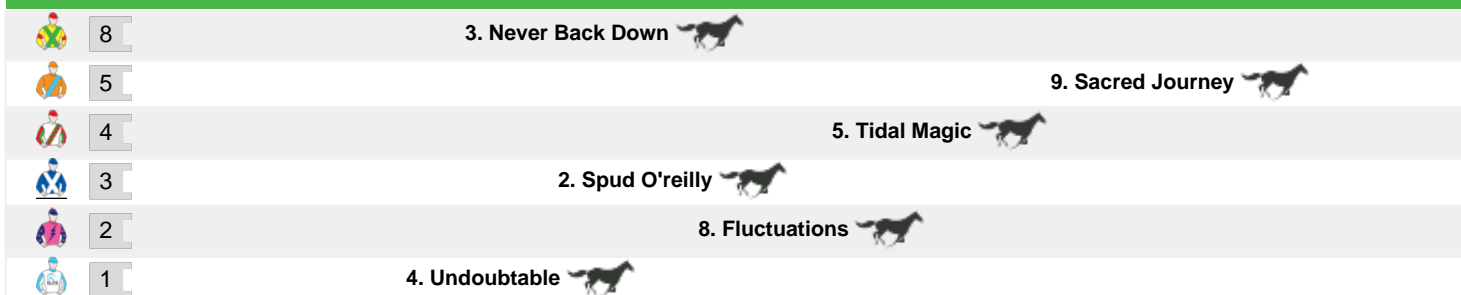 8 3. Never Back Down
5 9. Sacred Journey
4 5. Tidal Magic
3 2. Spud O'reilly
2 8. Fluctuations
1 4. Undoubtable